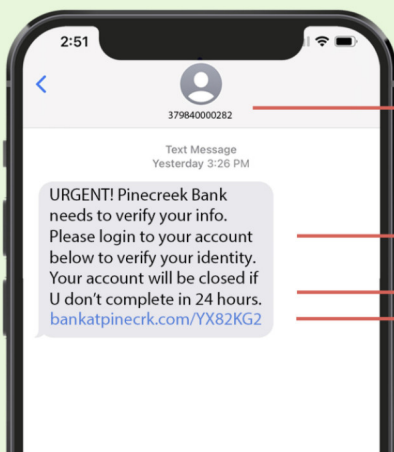 2:51
379840000282
Text Message
Yesterday 3:26 PM
URGENT! Pinecreek Bank
needs to verify your info.
Please login to your account
below to verify your identity.
Your account will be closed if
U don't complete in 24 hours.
bankatpinecrk.com/YX82KG2